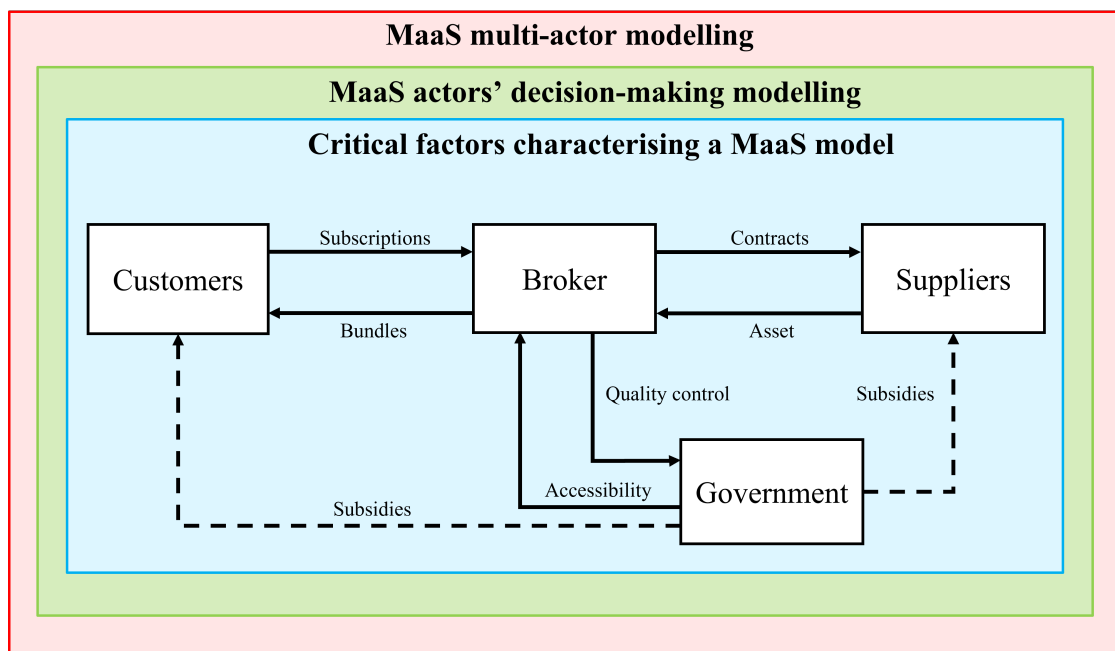 MaaS multi-actor modelling
MaaS actors’ decision-making modelling
Critical factors characterising a MaaS model
Subscriptions
Contracts
Customers
Broker
Suppliers
Bundles
Asset
Quality control
Subsidies
Accessibility
Government
Subsidies